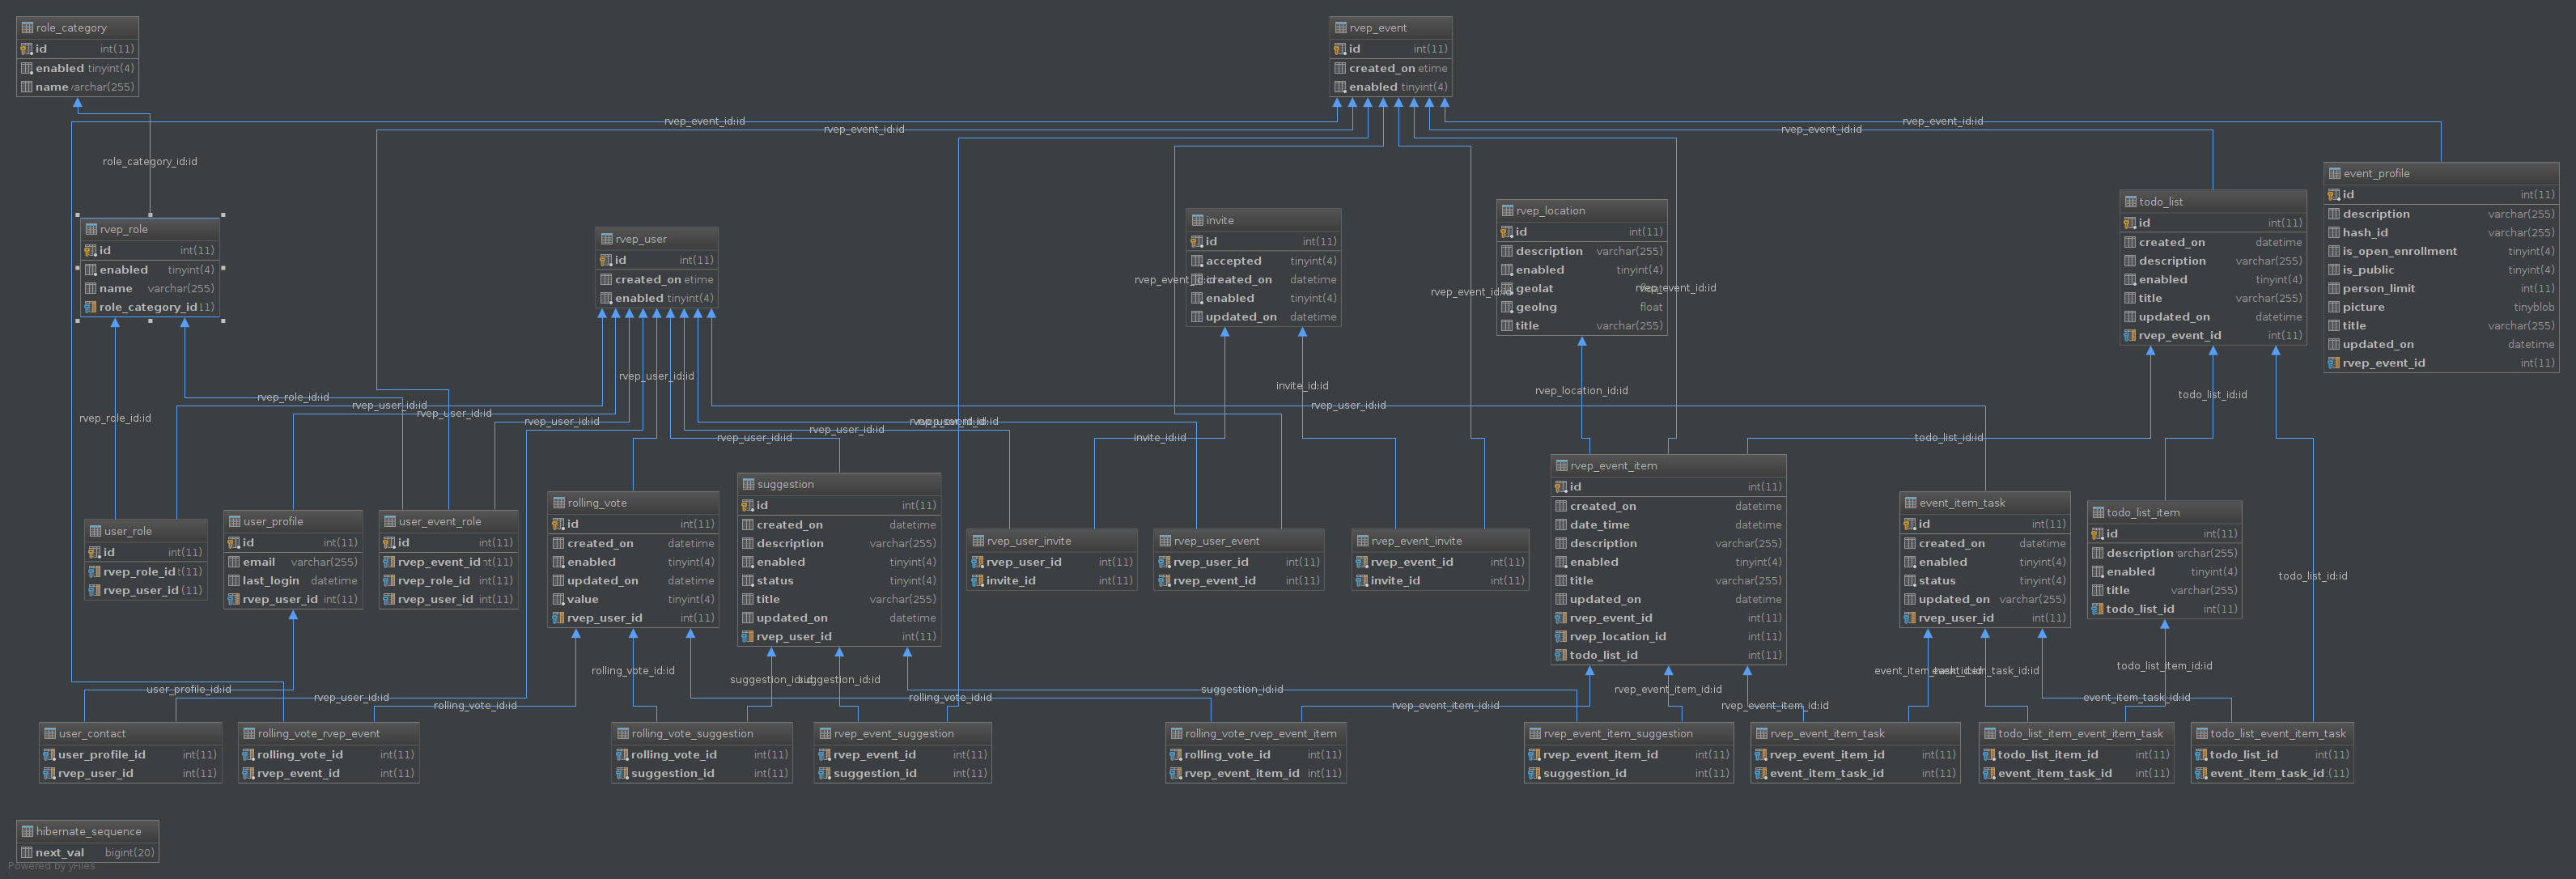 role_category
id int(11)
enabled tinyint(4)
name varchar(255)
rvep_event
id int(11)
created_on etime
enabled tinyint(4)
rvep_event_id:id
rvep_event_id:id
rvep_event_id:id
rvep_event_id:id
role_category_id:id
event_profile
id int(11)
description varchar(255)
hash_id varchar(255)
is_open_enrollment tinyint(4)
is_public tinyint(4)
person_limit int(11)
picture tinyblob
title varchar(255)
updated_on datetime
rvep_event_id int(11)
todo_list
id int(11)
created_on datetime
description varchar(255)
enabled tinyint(4)
title varchar(255)
updated_on datetime
rvep_event_id int(11)
rvep_role
id int(11)
enabled tinyint(4)
name varchar(255)
role_category_id 11)
rvep_user
id int(11)
created_on etime
enabled tinyint(4)
invite
id int(11)
accepted tinyint(4)
created_on datetime
enabled tinyint(4)
updated_on datetime
rvep_event_id:id
rvep_location
id int(11)
description varchar(255)
enabled tinyint(4)
geolat float
geolng float
title varchar(255)
rvep_event_id:id
rvep_event_id:id
rvep_user_id:id
invite_id:id
rvep_location_id:id
todo_list_id:id
rvep_role_id:id
rvep_user_id:id
rvep_user_id:id
rvep_role_id:id
rvep_user_id:id
rvep_user_id:id
rvep_user_id:id
rvep_user_id:id
rvep_event_id:id
rvep_user_id:id
invite_id:id
todo_list_id:id
user_role
id int(11)
rvep_role_id t(11)
rvep_user_id (11)
user_profile
id int(11)
email varchar(255)
last_login datetime
rvep_user_id int(11)
user_event_role
id int(11)
rvep_event_id nt(11)
rvep_role_id int(11)
rvep_user_id int(11)
rolling_vote
id int(11)
created_on datetime
enabled tinyint(4)
updated_on datetime
value tinyint(4)
rvep_user_id int(11)
suggestion
id int(11)
created_on datetime
description varchar(255)
enabled tinyint(4)
status tinyint(4)
title varchar(255)
updated_on datetime
rvep_user_id int(11)
rvep_user_invite
rvep_user_id int(11)
invite_id int(11)
rvep_user_event
rvep_user_id int(11)
rvep_event_id int(11)
rvep_event_invite
rvep_event_id int(11)
invite_id int(11)
rvep_event_item
id int(11)
created_on datetime
date_time datetime
description varchar(255)
enabled tinyint(4)
title varchar(255)
updated_on datetime
rvep_event_id int(11)
rvep_location_id int(11)
todo_list_id int(11)
event_item_task
id int(11)
created_on datetime
enabled tinyint(4)
status tinyint(4)
updated_on varchar(255)
rvep_user_id int(11)
todo_list_item
id int(11)
description varchar(255)
enabled tinyint(4)
title varchar(255)
todo_list_id int(11)
todo_list_id:id
user_profile_id:id
rvep_user_id:id
rolling_vote_id:id
rolling_vote_id:id
suggestion_id:id
suggestion_id:id
rolling_vote_id:id
suggestion_id:id
rvep_event_item_id:id
rvep_event_item_id:id
rvep_event_item_id:id
event_item_task_id:id
event_item_task_id:id
todo_list_item_id:id
event_item_task_id:id
user_contact
user_profile_id int(11)
rvep_user_id int(11)
rolling_vote_rvep_event
rolling_vote_id int(11)
rvep_event_id int(11)
rolling_vote_suggestion
rolling_vote_id int(11)
suggestion_id int(11)
rvep_event_suggestion
rvep_event_id int(11)
suggestion_id int(11)
rolling_vote_rvep_event_item
rolling_vote_id int(11)
rvep_event_item_id int(11)
rvep_event_item_suggestion
rvep_event_item_id int(11)
suggestion_id int(11)
rvep_event_item_task
rvep_event_item_id int(11)
event_item_task_id int(11)
todo_list_item_event_item_task
todo_list_item_id int(11)
event_item_task_id int(11)
todo_list_event_item_task
todo_list_id int(11)
event_item_task_id (11)
hibernate_sequence
next_val bigint(20)
Powered by yFiles